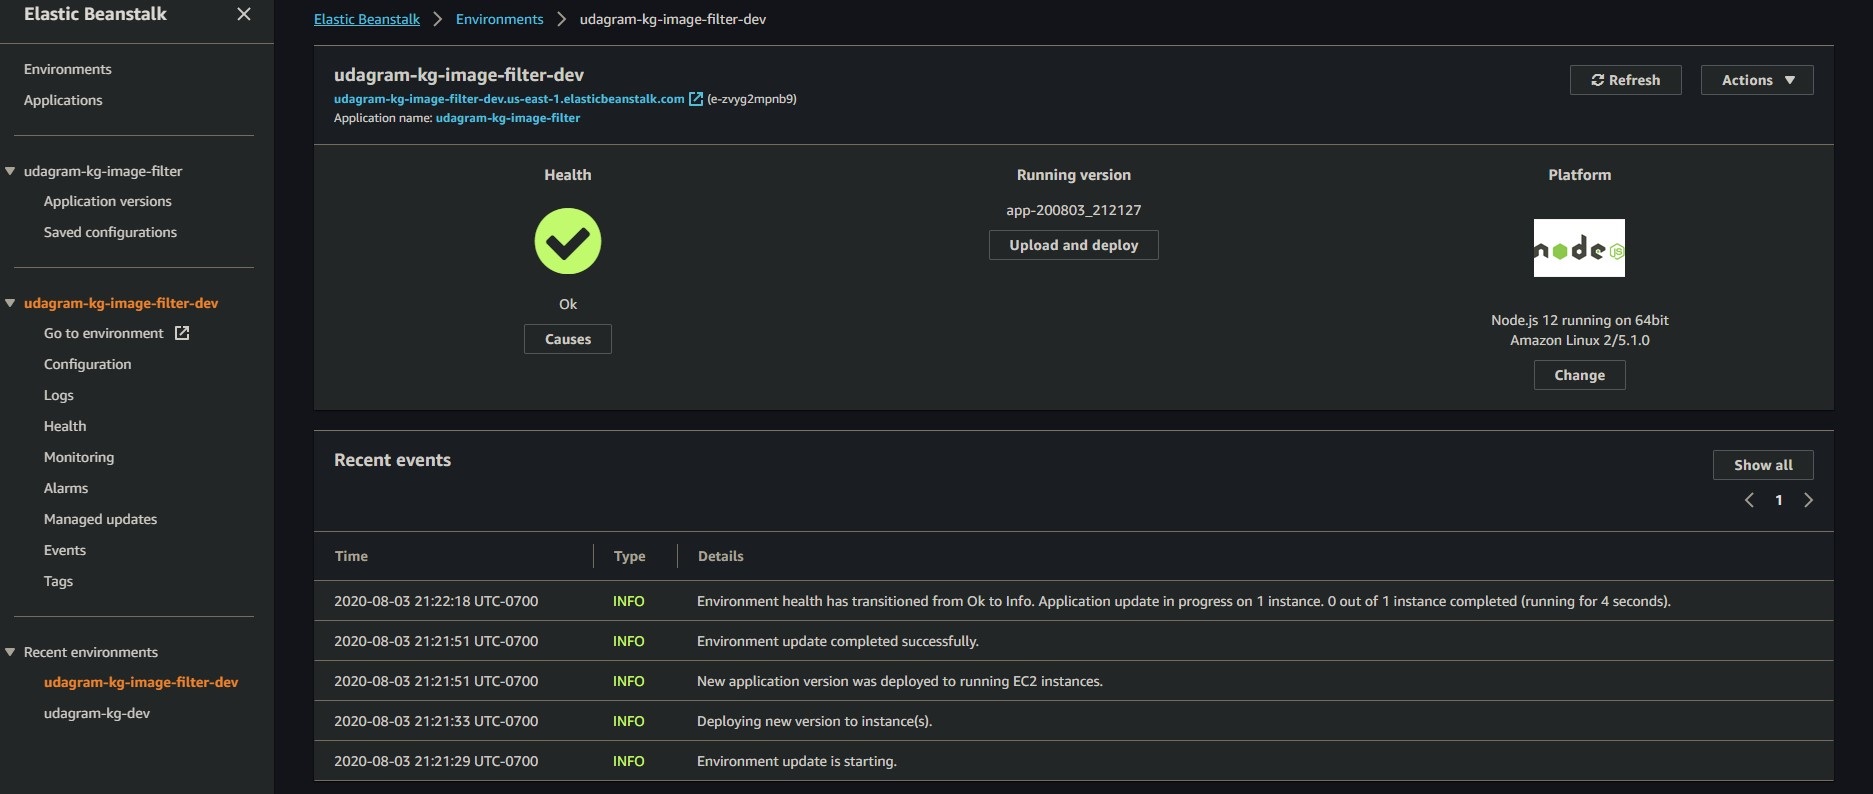 Elastic Beanstalk
Environments
Applications
udagram-kg-image-filter
Application versions
Saved configurations
udagram-kg-image-filter-dev
Go to environment
Configuration
Logs
Health
Monitoring
Alarms
Managed updates
Events
Tags
Recent environments
udagram-kg-image-filter-dev
udagram-kg-dev
Elastic Beanstalk > Environments > udagram-kg-image-filter-dev
udagram-kg-image-filter-dev
udagram-kg-image-filter-dev.us-east-1.elasticbeanstalk.com (e-zvyg2mpnb9)
Application name: udagram-kg-image-filter
Refresh
Actions
Health
Ok
Causes
Running version
app-200803_212127
Upload and deploy
Platform
node JS
Node.js 12 running on 64bit
Amazon Linux 2/5.1.0
Change
Recent events
Show all
1
Time Type Details
2020-08-03 21:22:18 UTC-0700 INFO Environment health has transitioned from Ok to Info. Application update in progress on 1 instance. 0 out of 1 instance completed (running for 4 seconds).
2020-08-03 21:21:51 UTC-0700 INFO Environment update completed successfully.
2020-08-03 21:21:51 UTC-0700 INFO New application version was deployed to running EC2 instances.
2020-08-03 21:21:33 UTC-0700 INFO Deploying new version to instance(s).
2020-08-03 21:21:29 UTC-0700 INFO Environment update is starting.